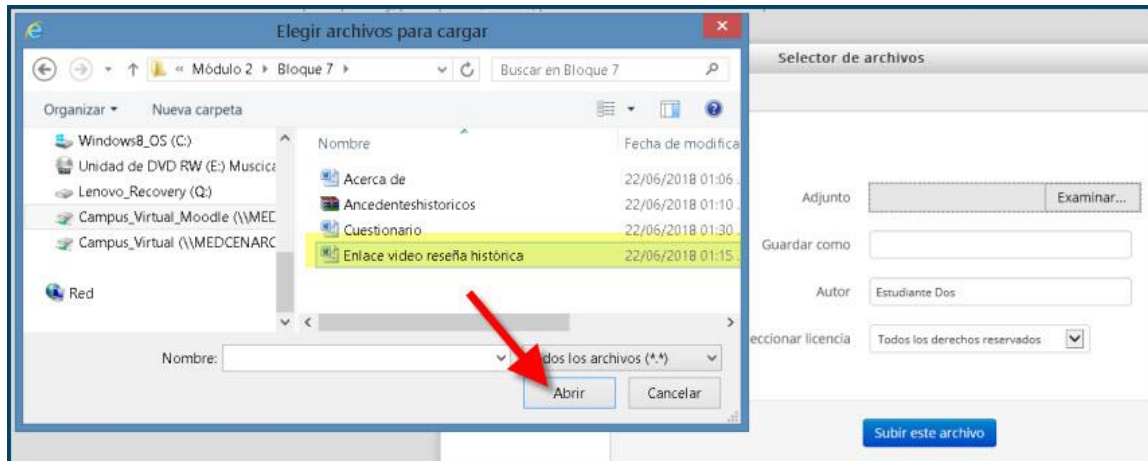 Elegir archivos para cargar
« Módulo 2 ▸ Bloque 7 ▸
Buscar en Bloque 7
Organizar
Nueva carpeta
Windows8_OS (C:)
Unidad de DVD RW (E:) Muscica
Lenovo_Recovery (Q:)
Campus_Virtual_Moodle (\\MED
Campus_Virtual (\\MEDCENARC
Red
Nombre
Fecha de modifica
Acerca de
22/06/2018 01:06 .
Ancedenteshistoricos
22/06/2018 01:10 .
Cuestionario
22/06/2018 01:30 .
Enlace video reseña histórica
22/06/2018 01:15 .
Nombre:
dos los archivos (*.*)
Abrir
Cancelar
Selector de archivos
Adjunto
Examinar...
Guardar como
Autor
Estudiante Dos
eccionar licencia
Todos los derechos reservados
Subir este archivo